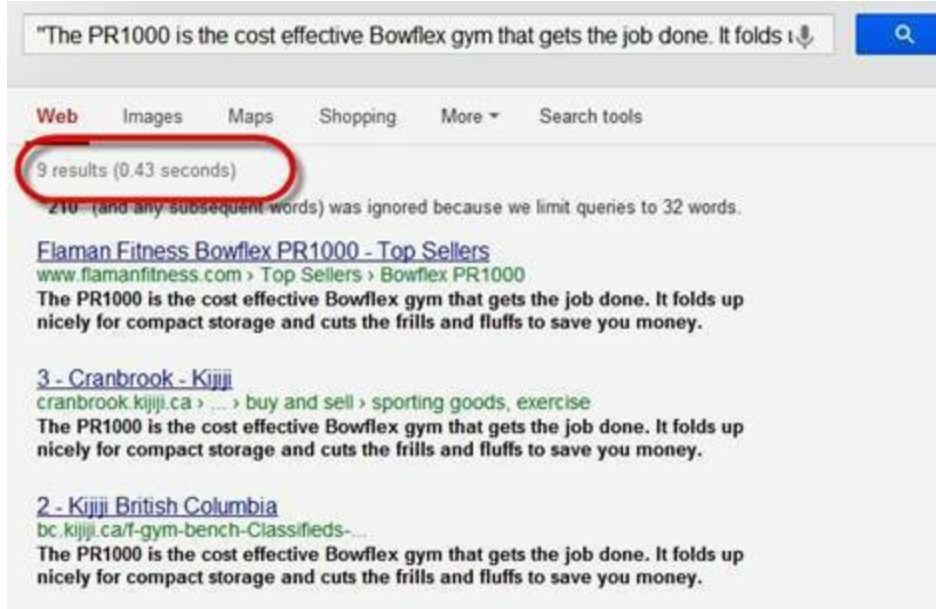 "The PR1000 is the cost effective Bowflex gym that gets the job done. It folds
Web Images Maps Shopping More Search tools
9 results (0.43 seconds)
"210" (and any subsequent words) was ignored because we limit queries to 32 words.
Flaman Fitness Bowflex PR1000 - Top Sellers
www.flamanfitness.com › Top Sellers › Bowflex PR1000
The PR1000 is the cost effective Bowflex gym that gets the job done. It folds up
nicely for compact storage and cuts the frills and fluffs to save you money.
3 - Cranbrook - Kijiji
cranbrook.kijiji.ca › ... › buy and sell › sporting goods, exercise
The PR1000 is the cost effective Bowflex gym that gets the job done. It folds up
nicely for compact storage and cuts the frills and fluffs to save you money.
2 - Kijiji British Columbia
bc.kijiji.ca/f-gym-bench-Classifieds-...
The PR1000 is the cost effective Bowflex gym that gets the job done. It folds up
nicely for compact storage and cuts the frills and fluffs to save you money.